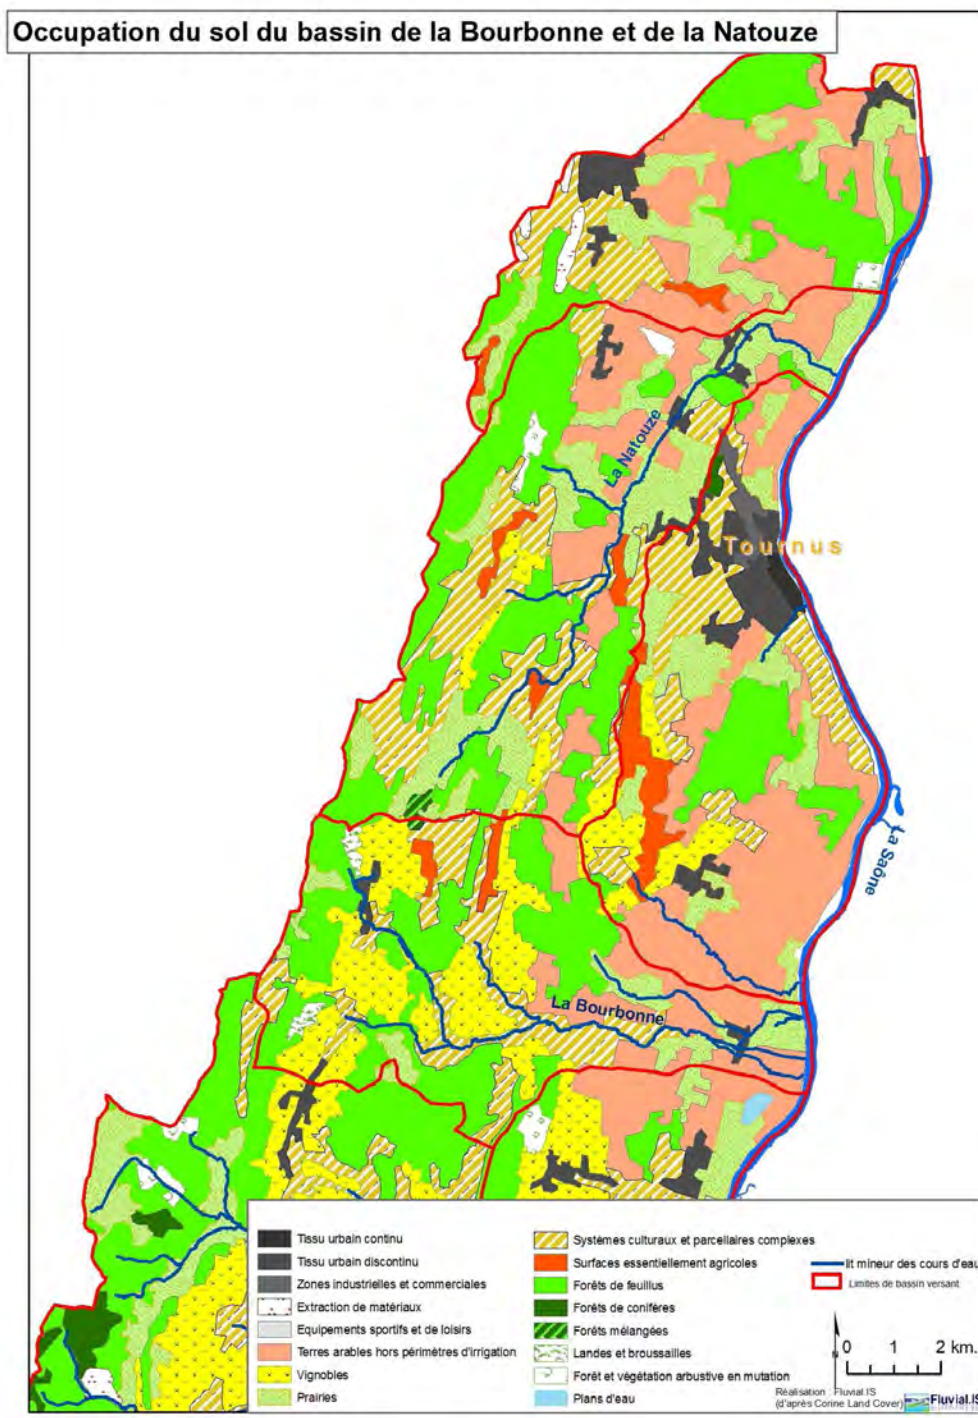 Occupation du sol du bassin de la Bourbonne et de la Natouze
La Natouze
Tournus
La Saône
La Bourbonne
Tissu urbain continu
Tissu urbain discontinu
Zones industrielles et commerciales
Extraction de matériaux
Equipements sportifs et de loisirs
Terres arables hors périmètres d'irrigation
Vignobles
Prairies
Systèmes culturaux et parcellaires complexes
Surfaces essentiellement agricoles
Forêts de feuillus
Forêts de conifères
Forêts mélangées
Landes et broussailles
Forêt et végétation arbustive en mutation
Plans d'eau
lit mineur des cours d'eau
Limites de bassin versant
0 1 2 km.
Réalisation : Fluvial.IS
(d'après Corine Land Cover)
Fluvial.IS